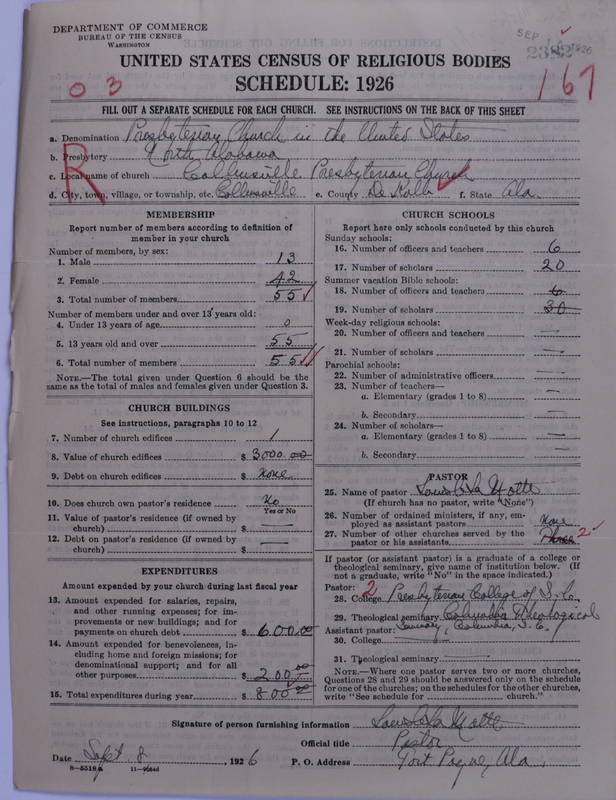 DEPARTMENT OF COMMERCE
BUREAU OF THE CENSUS
WASHINGTON
SEP
1926
UNITED STATES CENSUS OF RELIGIOUS BODIES
SCHEDULE: 1926
0 3
167
FILL OUT A SEPARATE SCHEDULE FOR EACH CHURCH. SEE INSTRUCTIONS ON THE BACK OF THIS SHEET
R
a. Denomination Presbyterian Church in the United States
b. Presbytery North Alabama
c. Local name of church Collinsville Presbyterian Church
d. City, town, village, or township, etc. Collinsville e. County De Kalb f. State Ala.
MEMBERSHIP
Report number of members according to definition of
member in your church
Number of members, by sex:
1. Male 13
2. Female 42
3. Total number of members 55
Number of members under and over 13 years old:
4. Under 13 years of age 0
5. 13 years old and over 55
6. Total number of members 55
NOTE.—The total given under Question 6 should be the
same as the total of males and females given under Question 3.
CHURCH BUILDINGS
See instructions, paragraphs 10 to 12
7. Number of church edifices 1
8. Value of church edifices $ 3000.00
9. Debt on church edifices $ None
10. Does church own pastor's residence? No
Yes or No
11. Value of pastor's residence (if owned by
church) $ —
12. Debt on pastor's residence (if owned by
church) $ —
EXPENDITURES
Amount expended by your church during last fiscal year
13. Amount expended for salaries, repairs,
and other running expenses; for im-
provements or new buildings; and for
payments on church debt $ 600.00
14. Amount expended for benevolences, in-
cluding home and foreign missions; for
denominational support; and for all
other purposes $ 200.00
15. Total expenditures during year $ 800.00
CHURCH SCHOOLS
Report here only schools conducted by this church
Sunday schools:
16. Number of officers and teachers 6
17. Number of scholars 20
Summer vacation Bible schools:
18. Number of officers and teachers 6
19. Number of scholars 30
Week-day religious schools:
20. Number of officers and teachers —
21. Number of scholars —
Parochial schools:
22. Number of administrative officers —
23. Number of teachers—
a. Elementary (grades 1 to 8) —
b. Secondary —
24. Number of scholars—
a. Elementary (grades 1 to 8) —
b. Secondary —
PASTOR
25. Name of pastor Louis La Motte
(If church has no pastor, write "None")
26. Number of ordained ministers, if any, em-
ployed as assistant pastors None
27. Number of other churches served by the
pastor or his assistants Three 2
If pastor (or assistant pastor) is a graduate of a college or
theological seminary, give name of institution below. (If
not a graduate, write "No" in the space indicated.)
Pastor: 2
28. College Presbyterian College of S. C.
29. Theological seminary Columbia Theological
Assistant pastor: Seminary, Columbia, S. C.
30. College —
31. Theological seminary —
NOTE.—Where one pastor serves two or more churches,
Questions 28 and 29 should be answered only on the schedule
for one of the churches; on the schedules for the other churches,
write "See schedule for church."
Signature of person furnishing information Louis La Motte
Official title Pastor
Date Sept 8, 1926 P. O. Address Fort Payne, Ala.